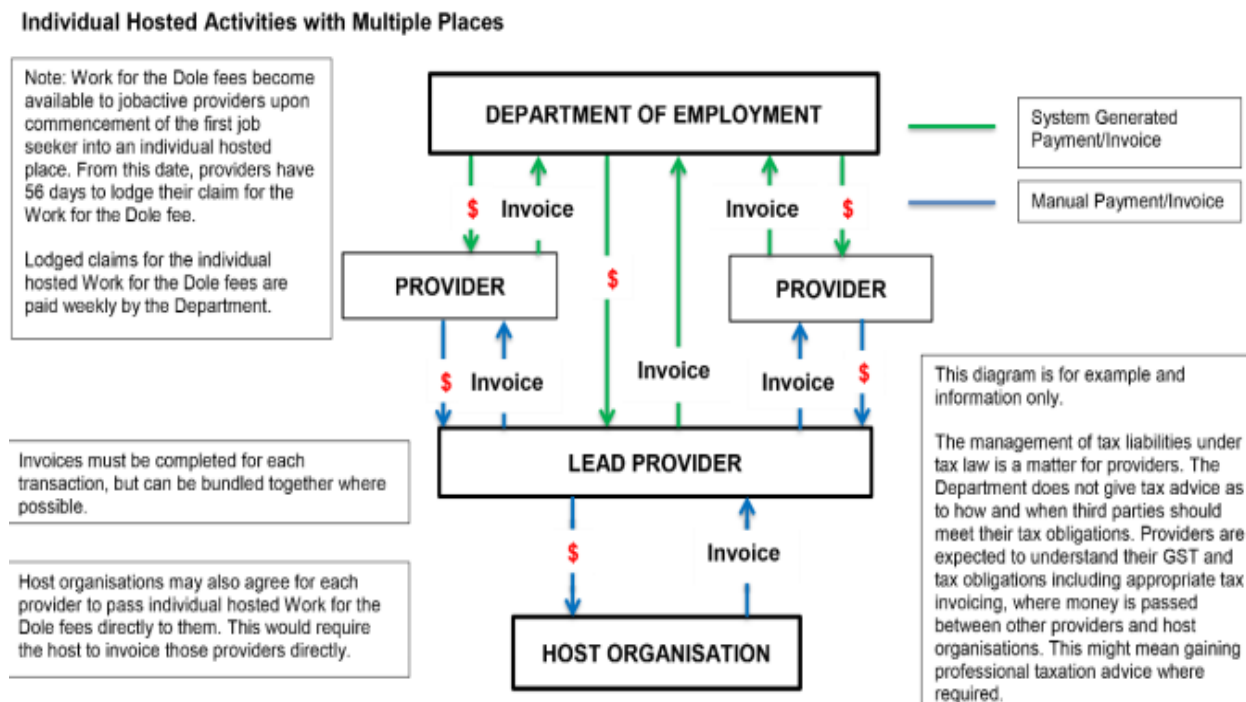 Individual Hosted Activities with Multiple Places
Note: Work for the Dole fees become
available to jobactive providers upon
commencement of the first job
seeker into an individual hosted
place. From this date, providers have
56 days to lodge their claim for the
Work for the Dole fee.
Lodged claims for the individual
hosted Work for the Dole fees are
paid weekly by the Department.
DEPARTMENT OF EMPLOYMENT
System Generated
Payment/Invoice
Manual Payment/Invoice
$ Invoice Invoice $
PROVIDER
$
PROVIDER
$ Invoice Invoice Invoice $
LEAD PROVIDER
Invoices must be completed for each
transaction, but can be bundled together where
possible.
$ Invoice
Host organisations may also agree for each
provider to pass individual hosted Work for the
Dole fees directly to them. This would require
the host to invoice those providers directly.
HOST ORGANISATION
This diagram is for example and
information only.
The management of tax liabilities under
tax law is a matter for providers. The
Department does not give tax advice as
to how and when third parties should
meet their tax obligations. Providers are
expected to understand their GST and
tax obligations including appropriate tax
invoicing, where money is passed
between other providers and host
organisations. This might mean gaining
professional taxation advice where
required.